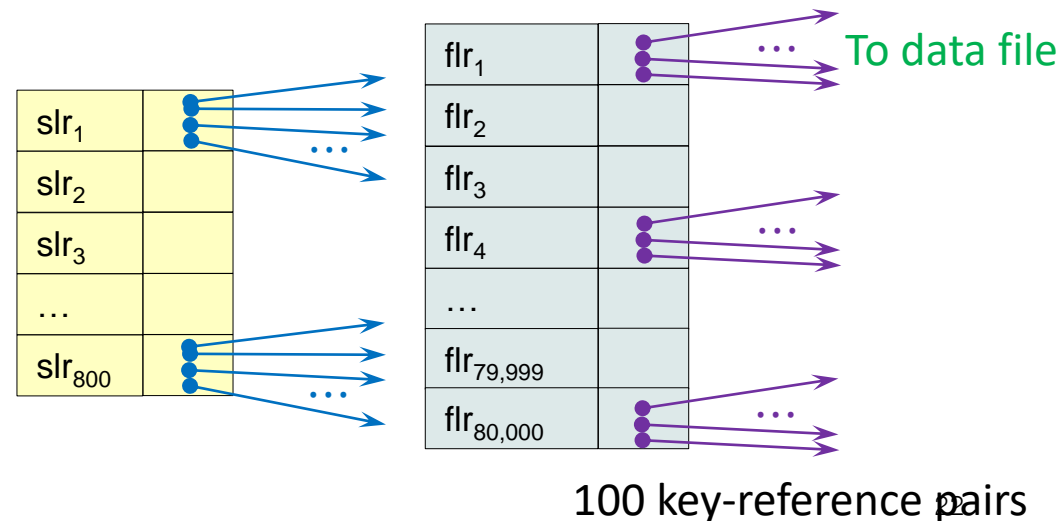 slr₁
slr₂
slr₃
…
slr₈₀₀
…
…
flr₁
flr₂
flr₃
flr₄
…
flr₇₉,₉₉₉
flr₈₀,₀₀₀
…
To data file
…
…
100 key-reference pairs
22